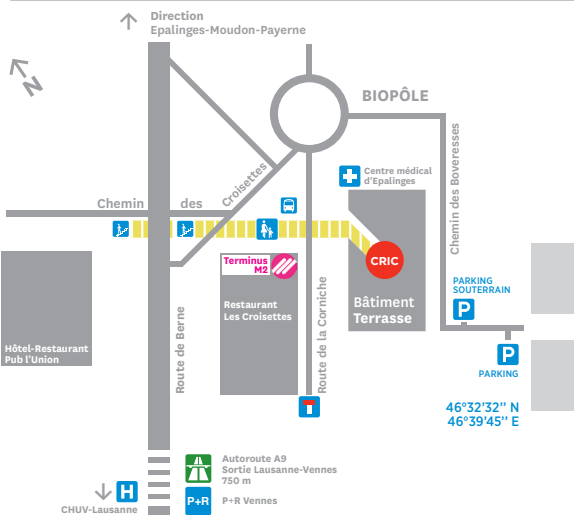 Direction
Epalinges-Moudon-Payerne
N
BIOPÔLE
Centre médical
d'Epalinges
Chemin des Croisettes
Chemin des Boveresses
Terminus
M2
CRIC
Restaurant
Les Croisettes
Bâtiment
Terrasse
PARKING
SOUTERRAIN
P
Hôtel-Restaurant
Pub l'Union
Route de Berne
Route de la Corniche
P
PARKING
46°32'32'' N
46°39'45'' E
Autoroute A9
Sortie Lausanne-Vennes
750 m
H
CHUV-Lausanne
P+R
P+R Vennes